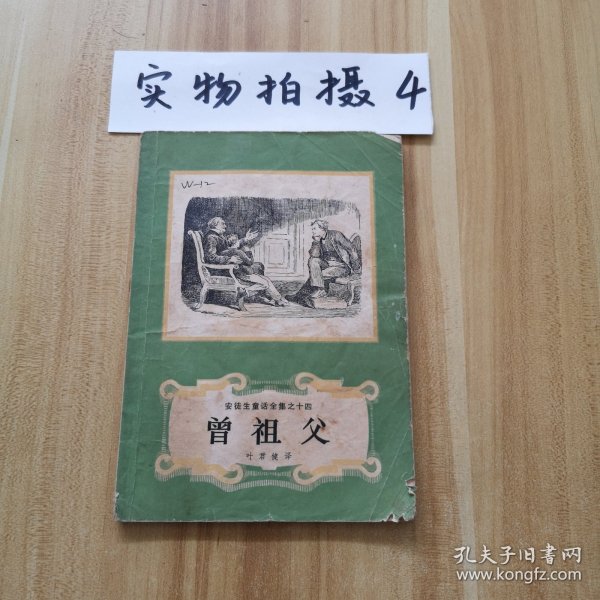 实物拍摄4
W-12
安徒生童话全集之十四
曾祖父
叶君健译
孔夫子旧书网
www.kongfz.com